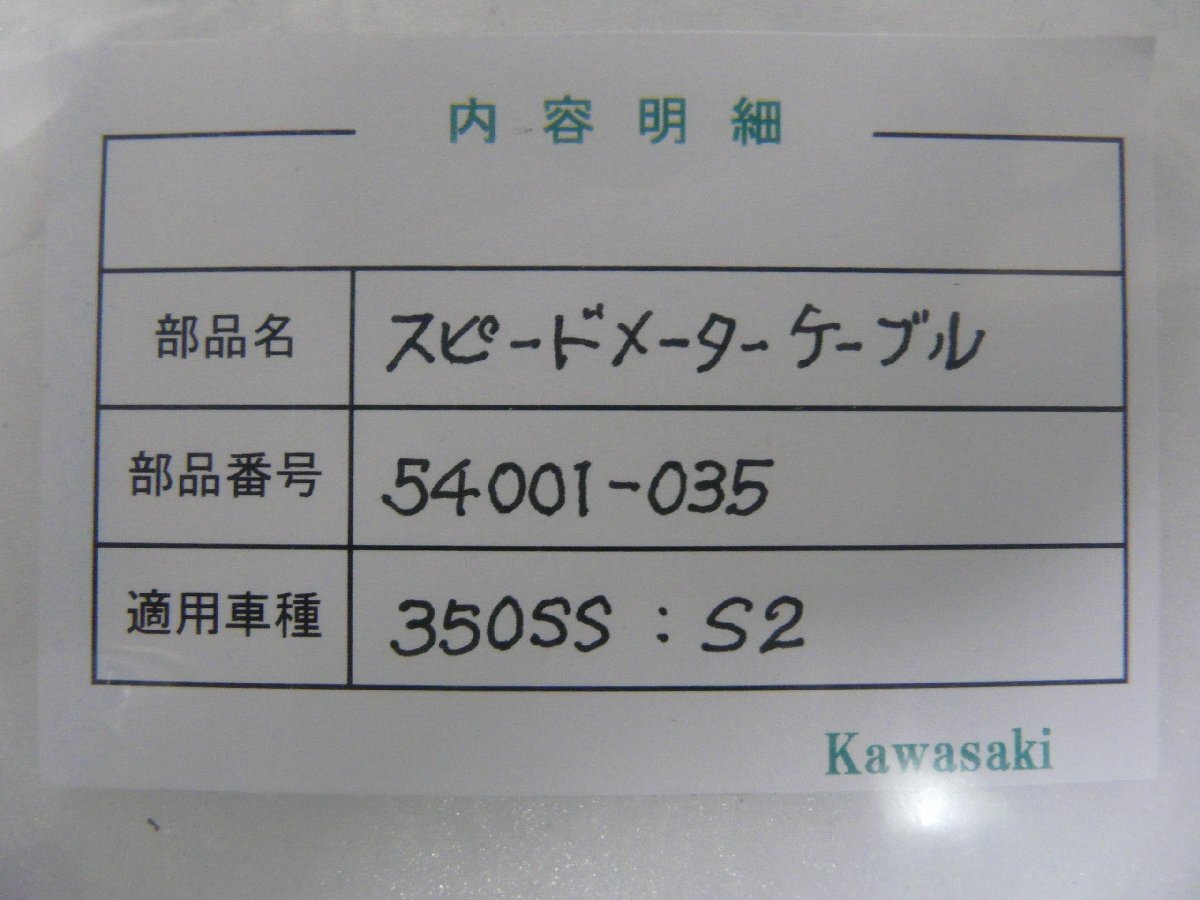 内容明細
部品名 スピードメーターケーブル
部品番号 54001-035
適用車種 350SS : S2
Kawasaki